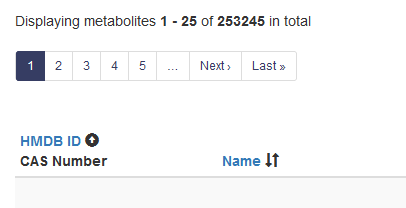 Displaying metabolites 1 - 25 of 253245 in total
1 2 3 4 5 ... Next › Last »
HMDB ID
CAS Number Name